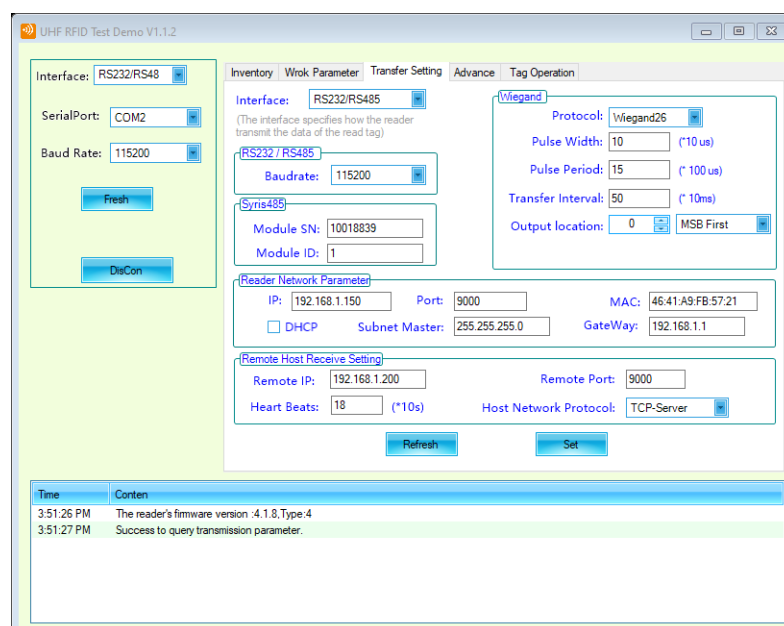 UHF RFID Test Demo V1.1.2
Interface: RS232/RS48
SerialPort: COM2
Baud Rate: 115200
Fresh
DisCon
Inventory Wrok Parameter Transfer Setting Advance Tag Operation
Interface: RS232/RS485
(The interface specifies how the reader
transmit the data of the read tag)
RS232 / RS485
Baudrate: 115200
Syris485
Module SN: 10018839
Module ID: 1
Wiegand
Protocol: Wiegand26
Pulse Width: 10 (*10 us)
Pulse Period: 15 (* 100 us)
Transfer Interval: 50 (* 10ms)
Output location: 0 MSB First
Reader Network Parameter
IP: 192.168.1.150 Port: 9000 MAC: 46:41:A9:FB:57:21
DHCP Subnet Master: 255.255.255.0 GateWay: 192.168.1.1
Remote Host Receive Setting
Remote IP: 192.168.1.200 Remote Port: 9000
Heart Beats: 18 (*10s) Host Network Protocol: TCP-Server
Refresh Set
Time Conten
3:51:26 PM The reader's firmware version :4.1.8,Type:4
3:51:27 PM Success to query transmission parameter.